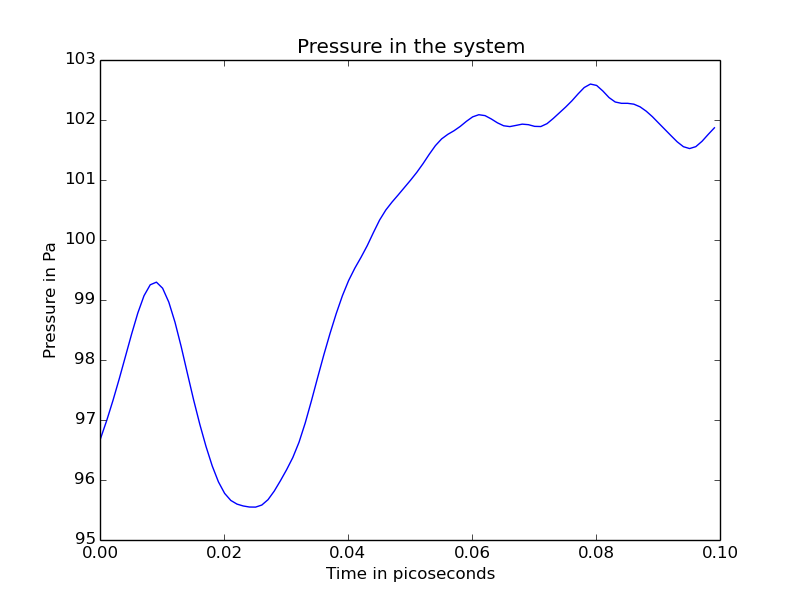 Pressure in the system
103
102
101
100
99
98
97
96
95
Pressure in Pa
0.00 0.02 0.04 0.06 0.08 0.10
Time in picoseconds